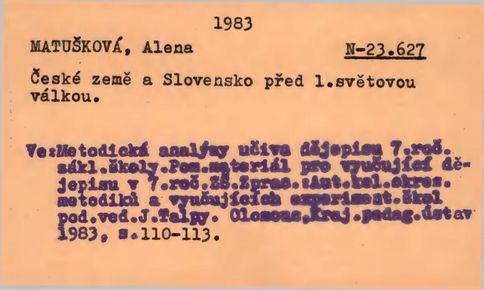 1983
MATUŠKOVÁ, Alena N-23.627
České země a Slovensko před 1.světovou
válkou.
Ve:Metodické analýzy učiva dějepisu 7.roč.
zákl.školy.Pom.materiál pro vyučující dě-
jepisu v 7.roč.ZŠ.Zprac.:Aut.kol.okres.
metodiků a vyučujících experiment.škol
pod.ved.J.Talpy. Olomouc,Kraj.pedag.ústav
1983, s.110-113.